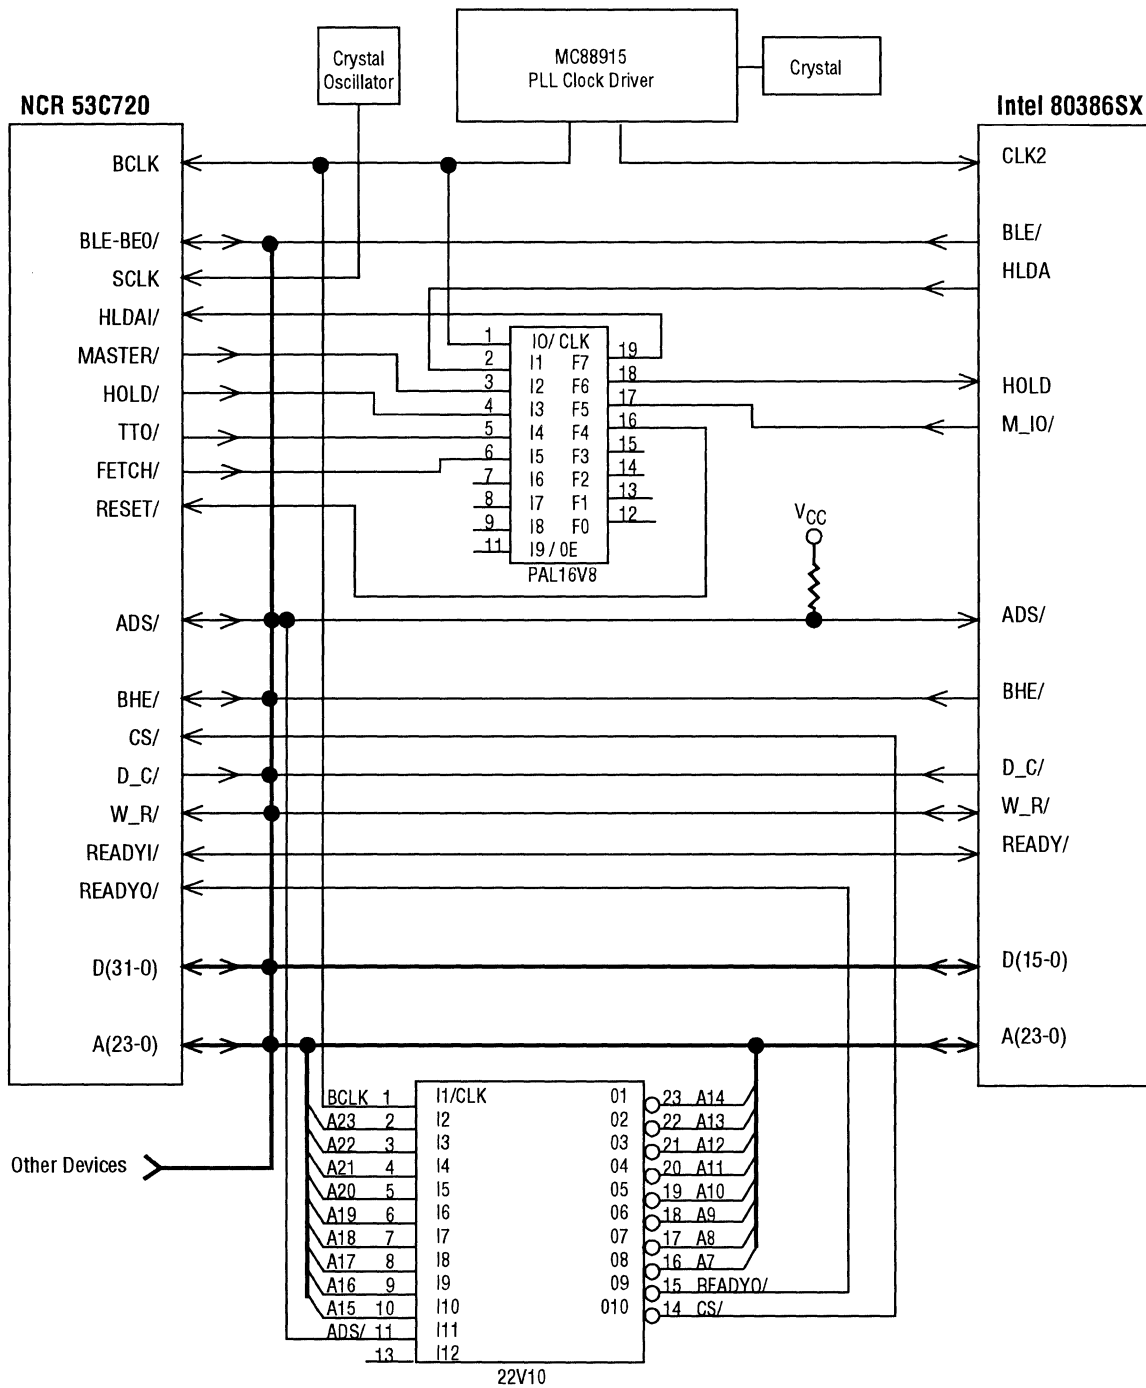 Crystal
Oscillator
MC88915
PLL Clock Driver
Crystal
NCR 53C720
Intel 80386SX
BCLK
BLE-BE0/
SCLK
HLDAI/
MASTER/
HOLD/
TT0/
FETCH/
RESET/
ADS/
BHE/
CS/
D_C/
W_R/
READYI/
READYO/
D(31-0)
A(23-0)
CLK2
BLE/
HLDA
HOLD
M_IO/
ADS/
BHE/
D_C/
W_R/
READY/
D(15-0)
A(23-0)
1 IO/ CLK
2 I1 F7 19
3 I2 F6 18
4 I3 F5 17
5 I4 F4 16
6 I5 F3 15
7 I6 F2 14
8 I7 F1 13
9 I8 F0 12
11 I9 / OE
PAL16V8
VCC
Other Devices
BCLK 1 I1/CLK 01 23 A14
A23 2 I2 02 22 A13
A22 3 I3 03 21 A12
A21 4 I4 04 20 A11
A20 5 I5 05 19 A10
A19 6 I6 06 18 A9
A18 7 I7 07 17 A8
A17 8 I8 08 16 A7
A16 9 I9 09 15 READYO/
A15 10 I10 010 14 CS/
ADS/ 11 I11
13 I12
22V10